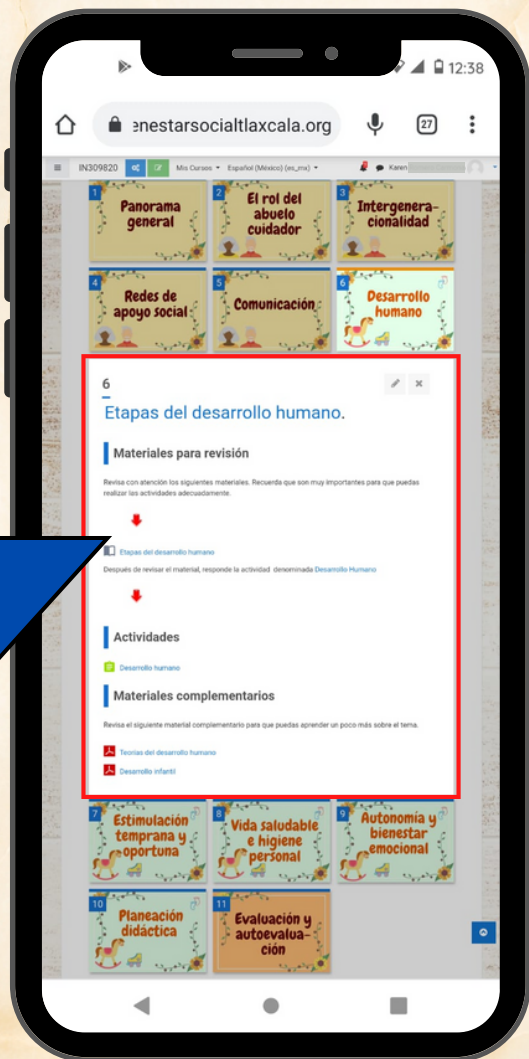 12:38
enestarsocialtlaxcala.org
27
IN309820 Mis Cursos Español (México) (es_mx) Karen
1
Panorama
general
2
El rol del
abuelo
cuidador
3
Intergenera-
cionalidad
4
Redes de
apoyo social
5
Comunicación
6
Desarrollo
humano
6
Etapas del desarrollo humano.
Materiales para revisión
Revisa con atención los siguientes materiales. Recuerda que son muy importantes para que puedas
realizar las actividades adecuadamente.
Etapas del desarrollo humano
Después de revisar el material, responde la actividad denominada Desarrollo Humano
Actividades
Desarrollo humano
Materiales complementarios
Revisa el siguiente material complementario para que puedas aprender un poco más sobre el tema.
Teorías del desarrollo humano
Desarrollo infantil
7
Estimulación
temprana y
oportuna
8
Vida saludable
e higiene
personal
9
Autonomía y
bienestar
emocional
10
Planeación
didáctica
11
Evaluación y
autoevalua-
ción